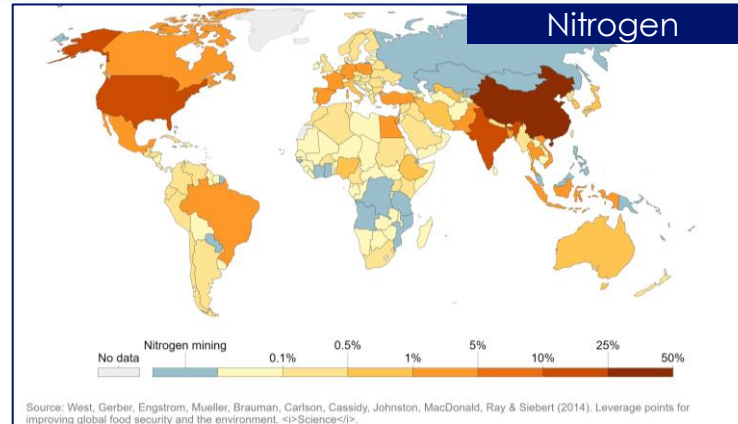 Nitrogen
Nitrogen mining 0.5% 5% 25%
No data 0.1% 1% 10% 50%
Source: West, Gerber, Engstrom, Mueller, Brauman, Carlson, Cassidy, Johnston, MacDonald, Ray & Siebert (2014). Leverage points for
improving global food security and the environment. <i>Science</i>.